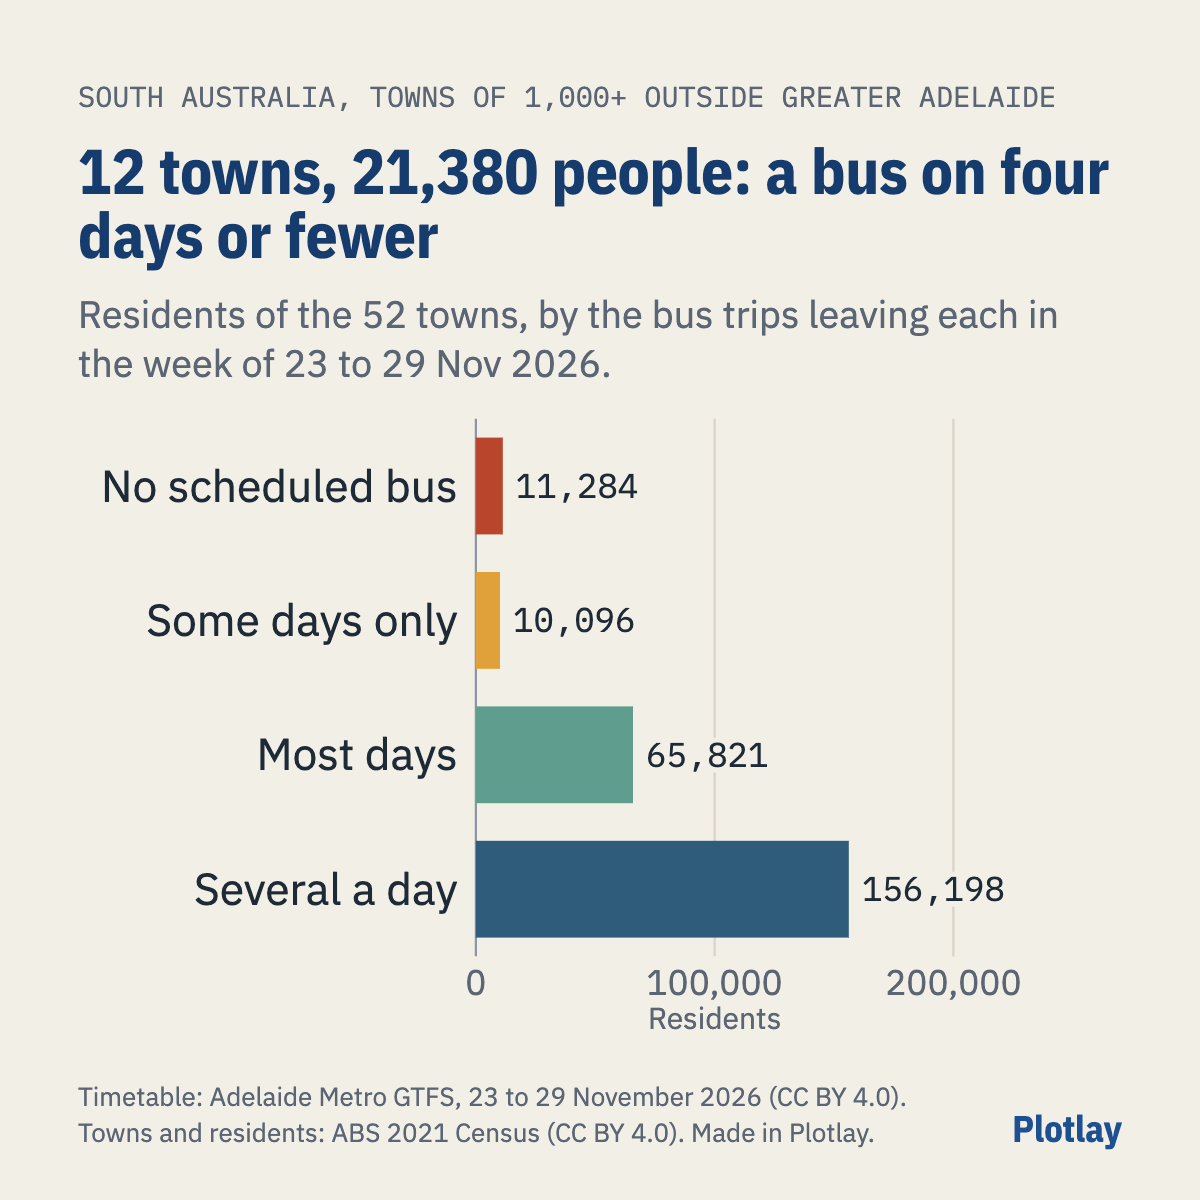 SOUTH AUSTRALIA, TOWNS OF 1,000+ OUTSIDE GREATER ADELAIDE
12 towns, 21,380 people: a bus on four
days or fewer
Residents of the 52 towns, by the bus trips leaving each in
the week of 23 to 29 Nov 2026.
No scheduled bus 11,284
Some days only 10,096
Most days 65,821
Several a day 156,198
0 100,000 200,000
Residents
Timetable: Adelaide Metro GTFS, 23 to 29 November 2026 (CC BY 4.0).
Towns and residents: ABS 2021 Census (CC BY 4.0). Made in Plotlay.
Plotlay